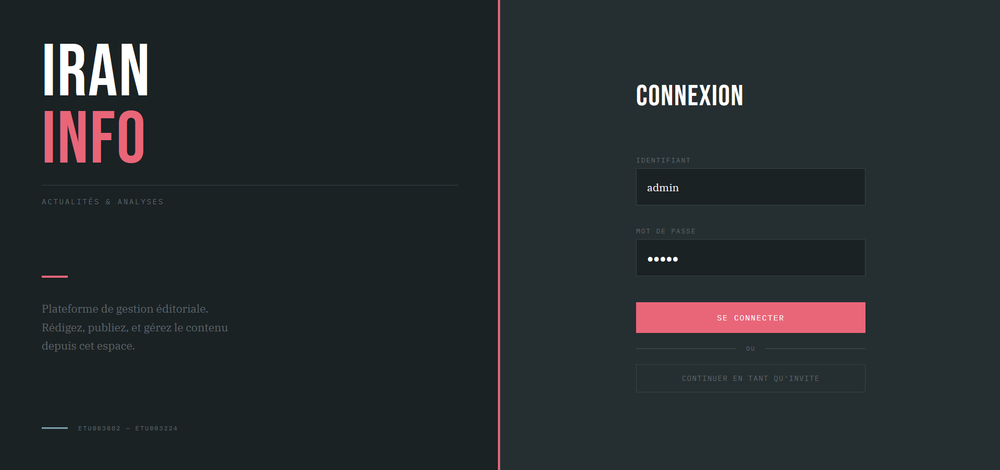 IRAN
INFO
ACTUALITÉS & ANALYSES
Plateforme de gestion éditoriale.
Rédigez, publiez, et gérez le contenu
depuis cet espace.
ETU003082 — ETU003224
CONNEXION
IDENTIFIANT
admin
MOT DE PASSE
•••••
SE CONNECTER
OU
CONTINUER EN TANT QU'INVITE